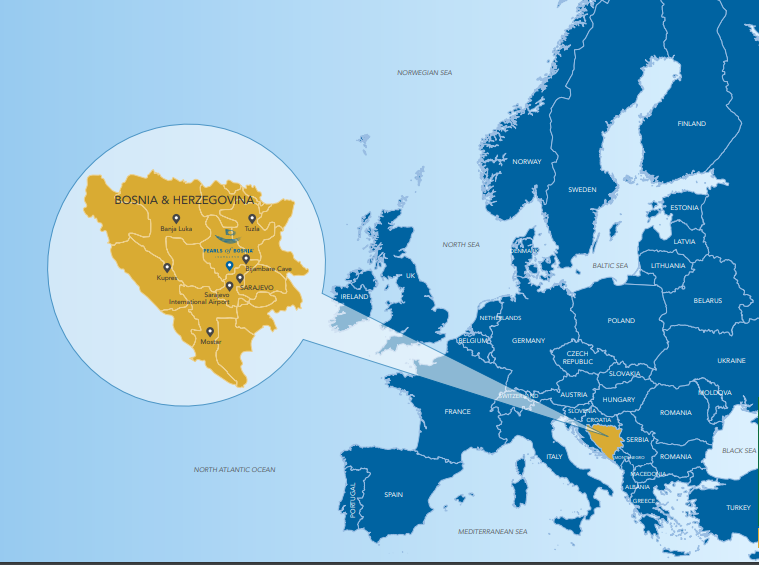 NORWEGIAN SEA
FINLAND
NORWAY
SWEDEN
ESTONIA
BOSNIA & HERZEGOVINA
Banja Luka
Tuzla
LATVIA
NORTH SEA
DENMARK
PEARLS of BOSNIA
BALTIC SEA
LITHUANIA
Bijambare Cave
UK
Kupres
SARAJEVO
Sarajevo
International Airport
IRELAND
BELARUS
NETHERLANDS
POLAND
Mostar
BELGIUM
GERMANY
CZECH
REPUBLIC
UKRAINE
SLOVAKIA
SWITZERLAND
AUSTRIA
HUNGARY
MOLDOVA
FRANCE
SLOVENIA
ROMANIA
CROATIA
SERBIA
BLACK SEA
ITALY
MONTENEGRO
ROMANIA
NORTH ATLANTIC OCEAN
MACEDONIA
PORTUGAL
SPAIN
ALBANIA
GREECE
TURKEY
MEDITERRANEAN SEA